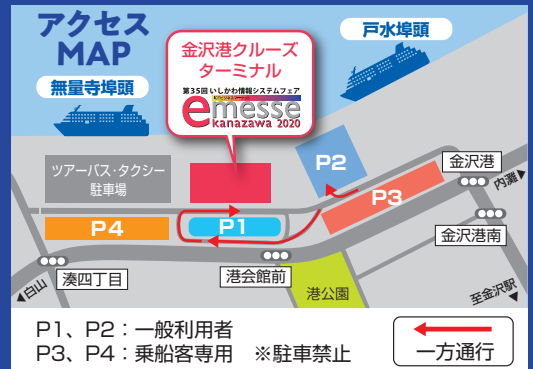 アクセス
MAP
無量寺埠頭
戸水埠頭
金沢港クルーズ
ターミナル
第35回 いしかわ情報システムフェア
emesse
kanazawa 2020
ツアーバス・タクシー
駐車場
P2
P3
金沢港
内灘
P4
P1
金沢港南
湊四丁目
港会館前
港公園
白山
至金沢駅
P1、P2：一般利用者
P3、P4：乗船客専用 ※駐車禁止
一方通行